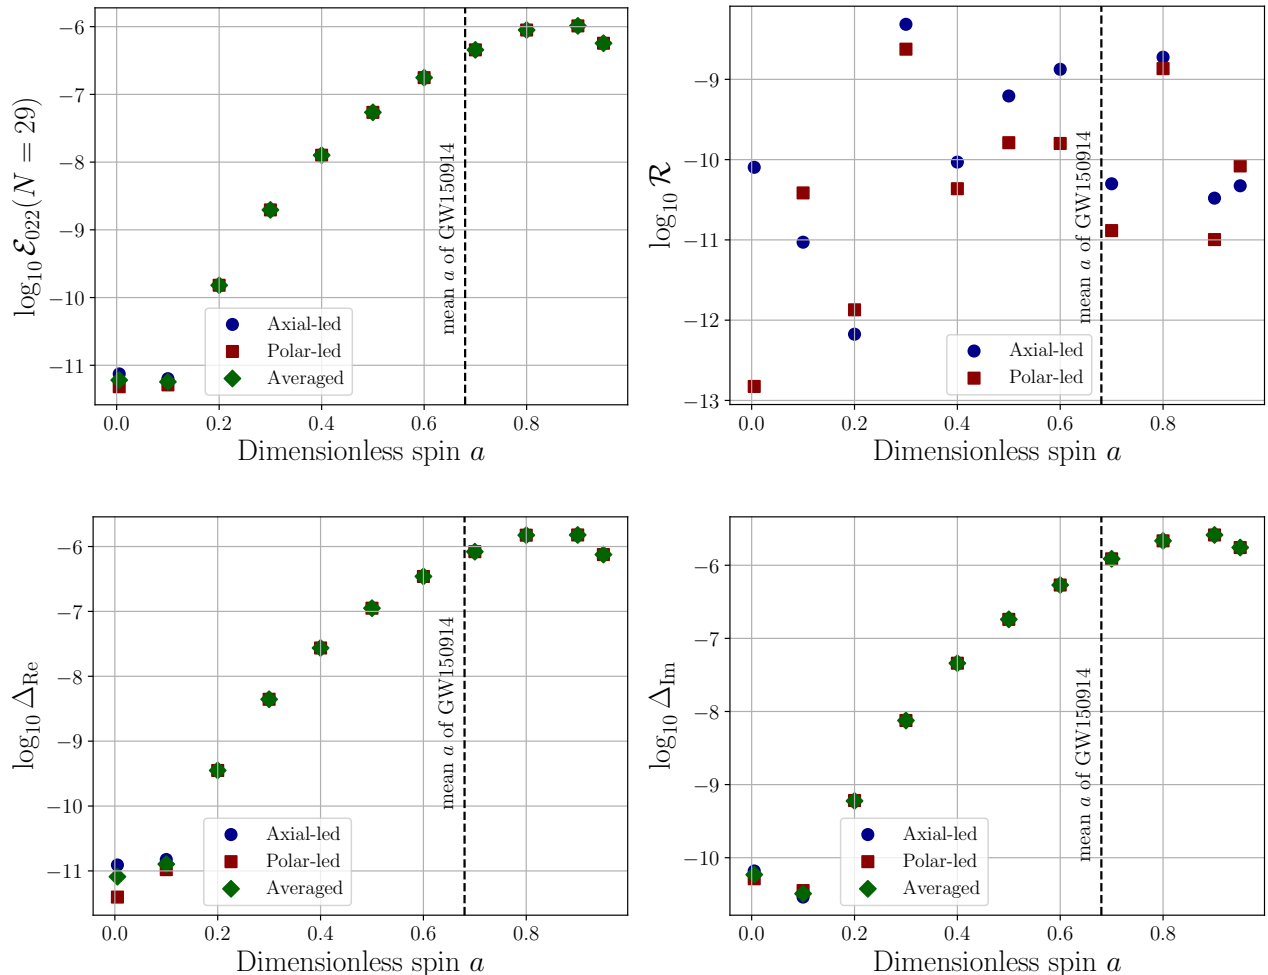 log₁₀ ℰ₀₂₂(N = 29)
−6
−7
−8
−9
−10
−11
mean a of GW150914
Axial-led
Polar-led
Averaged
0.0 0.2 0.4 0.6 0.8
Dimensionless spin a
log₁₀ ℛ
−9
−10
−11
−12
−13
mean a of GW150914
Axial-led
Polar-led
0.0 0.2 0.4 0.6 0.8
Dimensionless spin a
log₁₀ Δ_Re
−6
−7
−8
−9
−10
−11
mean a of GW150914
Axial-led
Polar-led
Averaged
0.0 0.2 0.4 0.6 0.8
Dimensionless spin a
log₁₀ Δ_Im
−6
−7
−8
−9
−10
mean a of GW150914
Axial-led
Polar-led
Averaged
0.0 0.2 0.4 0.6 0.8
Dimensionless spin a